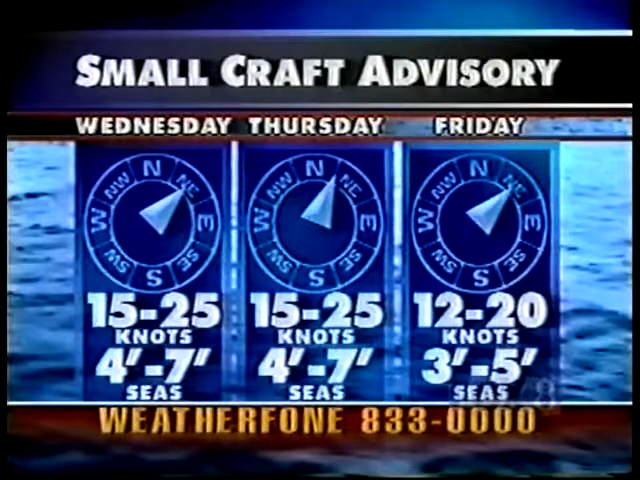 SMALL CRAFT ADVISORY
WEDNESDAY THURSDAY FRIDAY
N NE E SE S SW W NW
N NE E SE S SW W NW
N NE E SE S SW W NW
15-25 15-25 12-20
KNOTS KNOTS KNOTS
4'-7' 4'-7' 3'-5'
SEAS SEAS SEAS
8
WEATHERFONE 833-0000